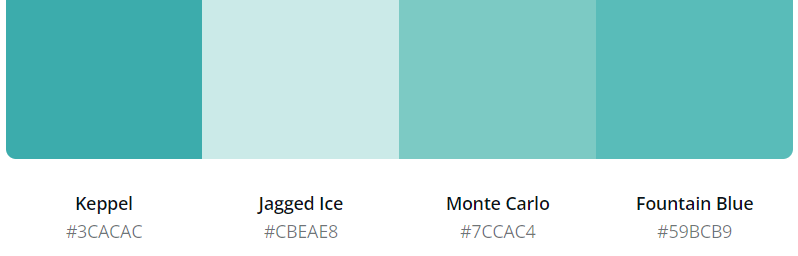 Keppel Jagged Ice Monte Carlo Fountain Blue
#3CACAC #CBEAE8 #7CCAC4 #59BCB9